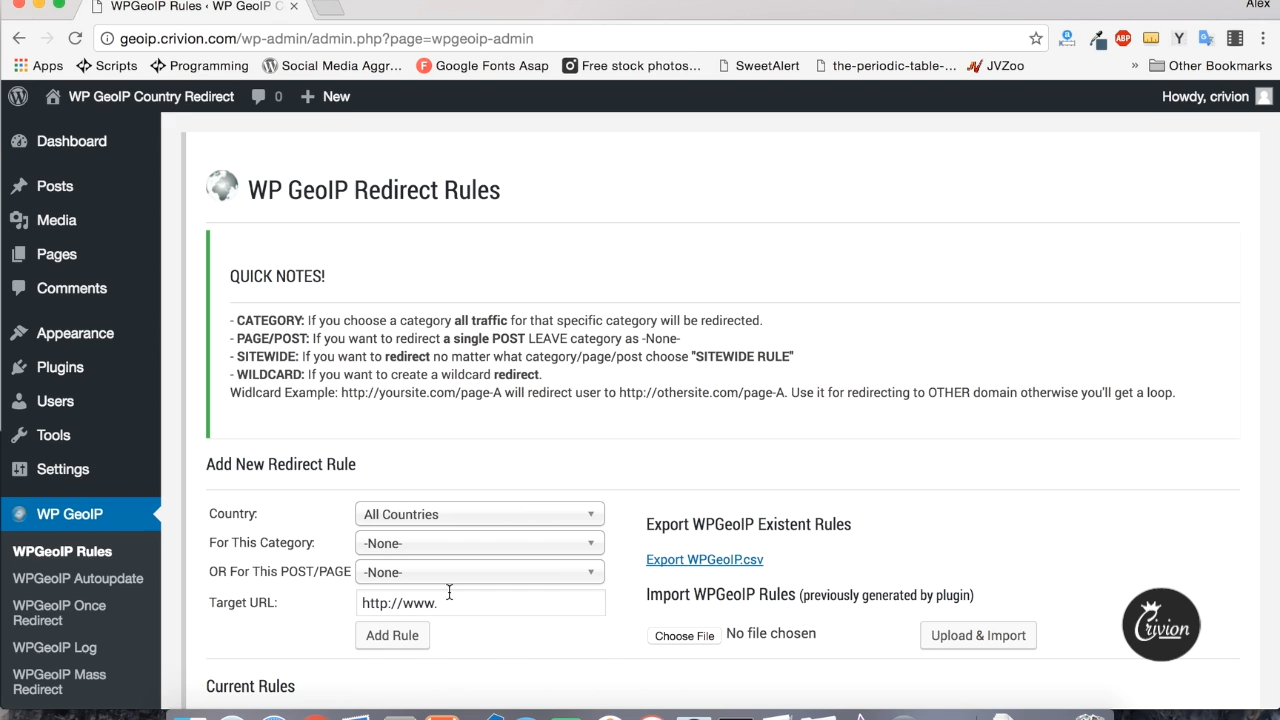 WPGeoIP Rules ‹ WP GeoIP C
Alex
geoip.crivion.com/wp-admin/admin.php?page=wpgeoip-admin
ABP
Apps
Scripts
Programming
Social Media Aggr...
Google Fonts Asap
Free stock photos...
SweetAlert
the-periodic-table-...
JVZoo
»
Other Bookmarks
WP GeoIP Country Redirect
0
New
Howdy, crivion
Dashboard
Posts
Media
Pages
Comments
Appearance
Plugins
Users
Tools
Settings
WP GeoIP
WPGeoIP Rules
WPGeoIP Autoupdate
WPGeoIP Once
Redirect
WPGeoIP Log
WPGeoIP Mass
Redirect
WP GeoIP Redirect Rules
QUICK NOTES!
- CATEGORY: If you choose a category all traffic for that specific category will be redirected.
- PAGE/POST: If you want to redirect a single POST LEAVE category as -None-
- SITEWIDE: If you want to redirect no matter what category/page/post choose "SITEWIDE RULE"
- WILDCARD: If you want to create a wildcard redirect.
Widlcard Example: http://yoursite.com/page-A will redirect user to http://othersite.com/page-A. Use it for redirecting to OTHER domain otherwise you'll get a loop.
Add New Redirect Rule
Country:
All Countries
For This Category:
-None-
OR For This POST/PAGE
-None-
Target URL:
http://www.
Add Rule
Export WPGeoIP Existent Rules
Export WPGeoIP.csv
Import WPGeoIP Rules (previously generated by plugin)
Choose File No file chosen
Upload & Import
Crivion
Current Rules